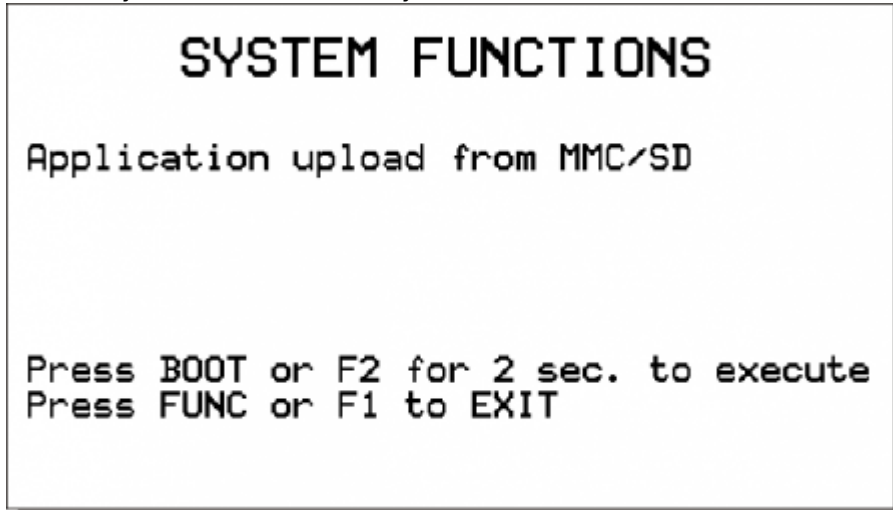 SYSTEM FUNCTIONS
Application upload from MMC/SD
Press BOOT or F2 for 2 sec. to execute
Press FUNC or F1 to EXIT